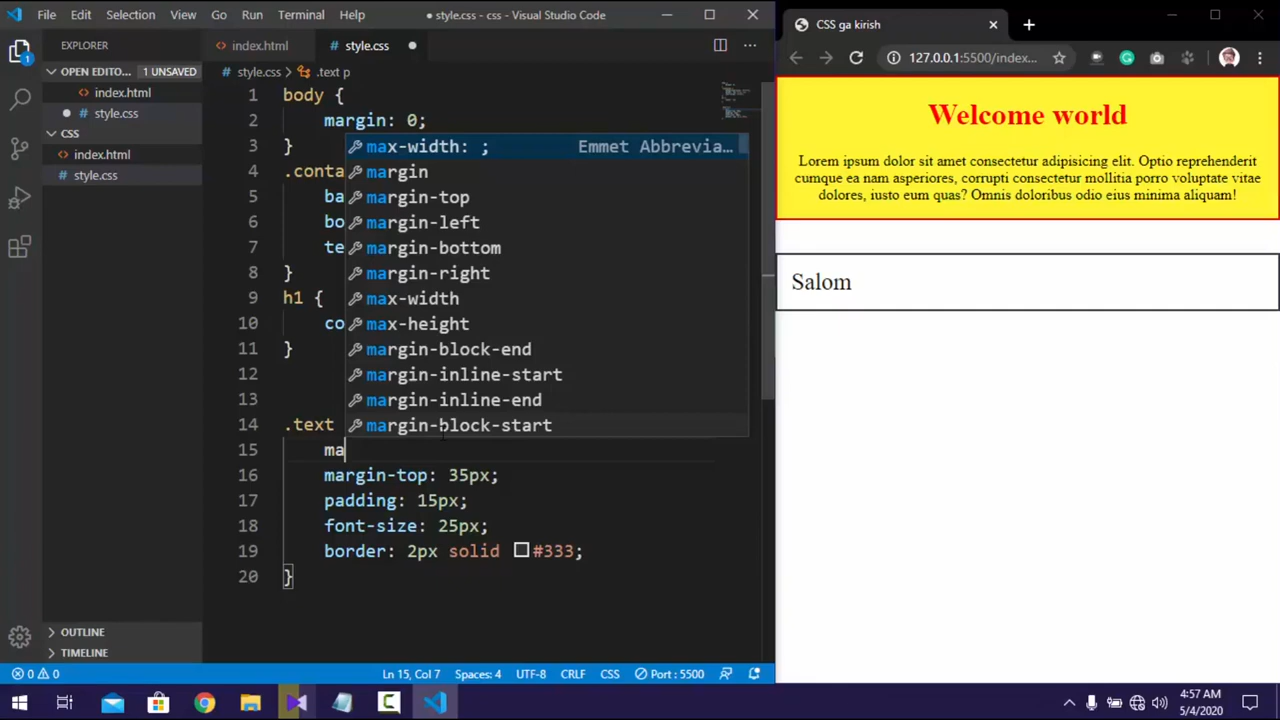 File Edit Selection View Go Run Terminal Help
● style.css - css - Visual Studio Code
EXPLORER
OPEN EDITO... 1 UNSAVED
index.html
style.css
CSS
index.html
style.css
OUTLINE
TIMELINE
index.html style.css
style.css > .text p
1 body {
2 margin: 0;
3 }
4 .conta
5 ba
6 bo
7 te
8 }
9 h1 {
10 co
11 }
12
13
14 .text
15 ma
16 margin-top: 35px;
17 padding: 15px;
18 font-size: 25px;
19 border: 2px solid #333;
20 }
max-width: ; Emmet Abbrevia...
margin
margin-top
margin-left
margin-bottom
margin-right
max-width
max-height
margin-block-end
margin-inline-start
margin-inline-end
margin-block-start
0 0 Ln 15, Col 7 Spaces: 4 UTF-8 CRLF CSS Port : 5500
CSS ga kirish
127.0.0.1:5500/index...
Welcome world
Lorem ipsum dolor sit amet consectetur adipisicing elit. Optio reprehenderit
cumque ea nam asperiores, corrupti consectetur mollitia porro voluptate vitae
dolores, iusto eum quas? Omnis doloribus odio eius minima aliquam!
Salom
4:57 AM
5/4/2020